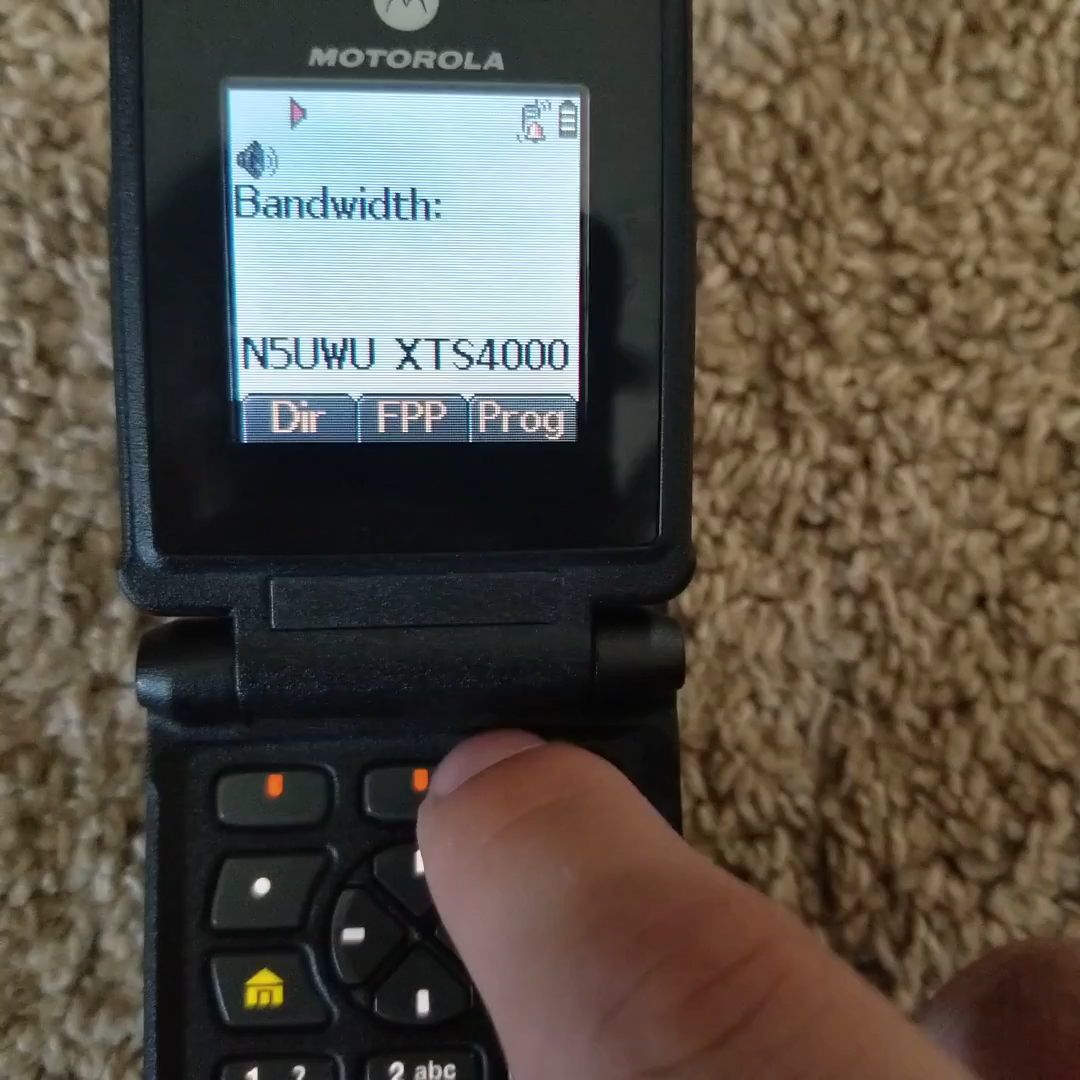 MOTOROLA
Bandwidth:
N5UWU XTS4000
Dir FPP Prog
2 abc